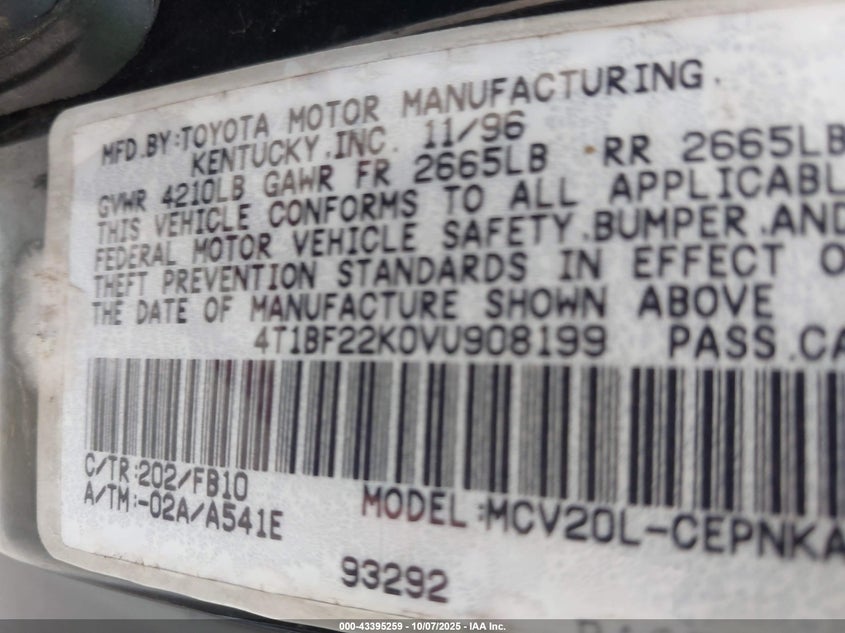 MFD.BY:TOYOTA MOTOR MANUFACTURING.
KENTUCKY.INC. 11/96
GVWR 4210LB GAWR FR 2665LB RR 2665LB
THIS VEHICLE CONFORMS TO ALL APPLICABL
FEDERAL MOTOR VEHICLE SAFETY.BUMPER.AND
THEFT PREVENTION STANDARDS IN EFFECT O
THE DATE OF MANUFACTURE SHOWN ABOVE
4T1BF22K0VU908199 PASS.CA
C/TR:202/FB10
A/TM:-02A/A541E
MODEL:MCV20L-CEPNKA
93292
000-43395259 - 10/07/2025 - IAA Inc.